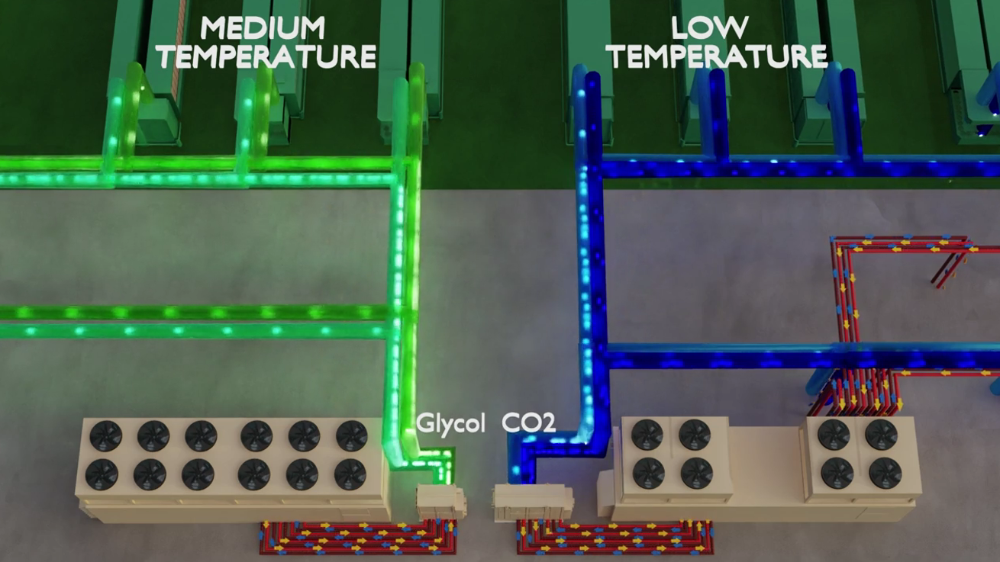 MEDIUM
TEMPERATURE
LOW
TEMPERATURE
Glycol
CO2